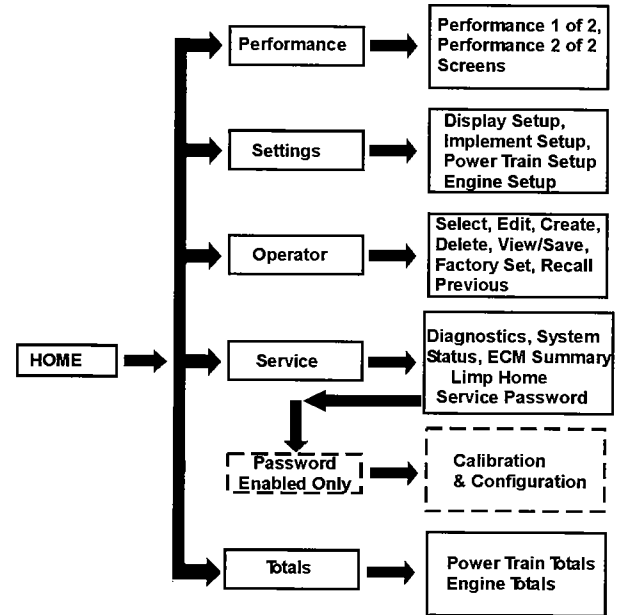 Performance
Performance 1 of 2,
Performance 2 of 2
Screens
Settings
Display Setup,
Implement Setup,
Power Train Setup
Engine Setup
Operator
Select, Edit, Create,
Delete, View/Save,
Factory Set, Recall
Previous
HOME
Service
Diagnostics, System
Status, ECM Summary
Limp Home
Service Password
Password
Enabled Only
Calibration
& Configuration
Totals
Power Train Totals
Engine Totals